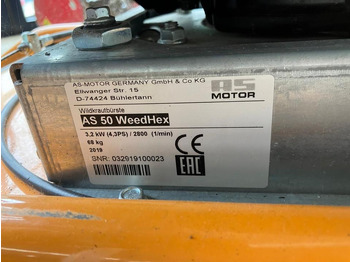 AS-MOTOR GERMANY GmbH & Co KG
Ellwanger Str. 15
D-74424 Bühlertann
AS
MOTOR
Wildkrautbürste
AS 50 WeedHex
3,2 kW (4,3PS) / 2800 (1/min)
68 kg
2019
SNR: 032919100023
CE
EAC